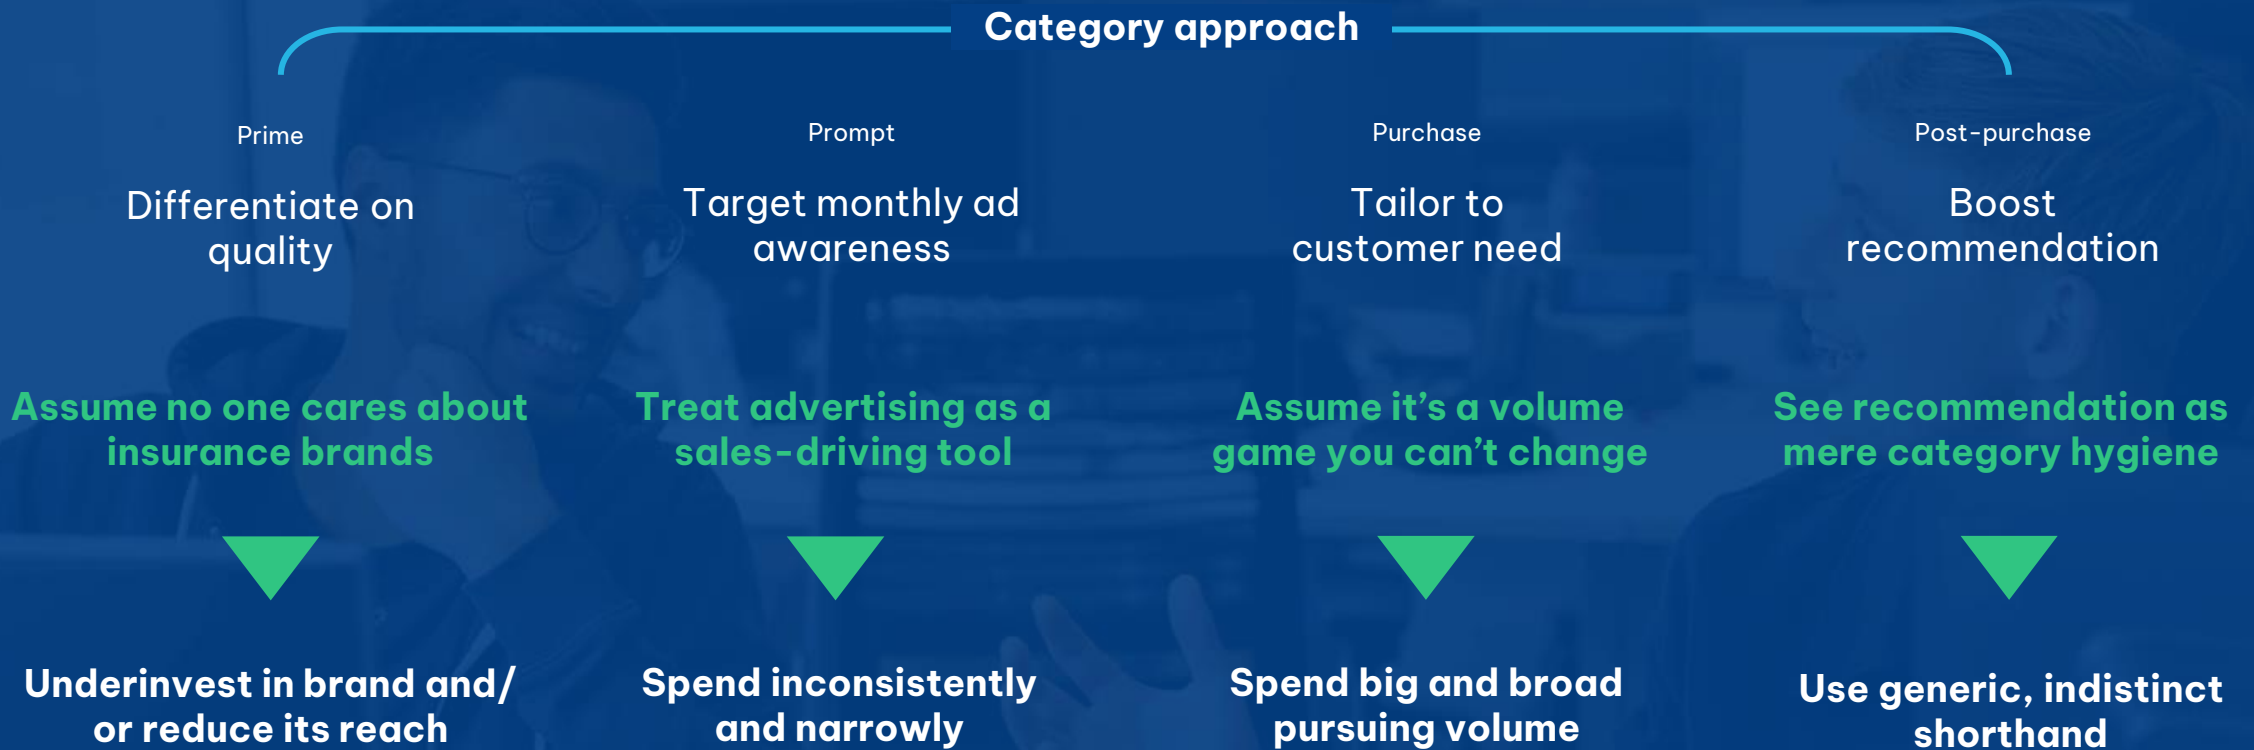 Category approach
Prime
Differentiate on
quality
Assume no one cares about
insurance brands
Underinvest in brand and/
or reduce its reach
Prompt
Target monthly ad
awareness
Treat advertising as a
sales-driving tool
Spend inconsistently
and narrowly
Purchase
Tailor to
customer need
Assume it’s a volume
game you can’t change
Spend big and broad
pursuing volume
Post-purchase
Boost
recommendation
See recommendation as
mere category hygiene
Use generic, indistinct
shorthand